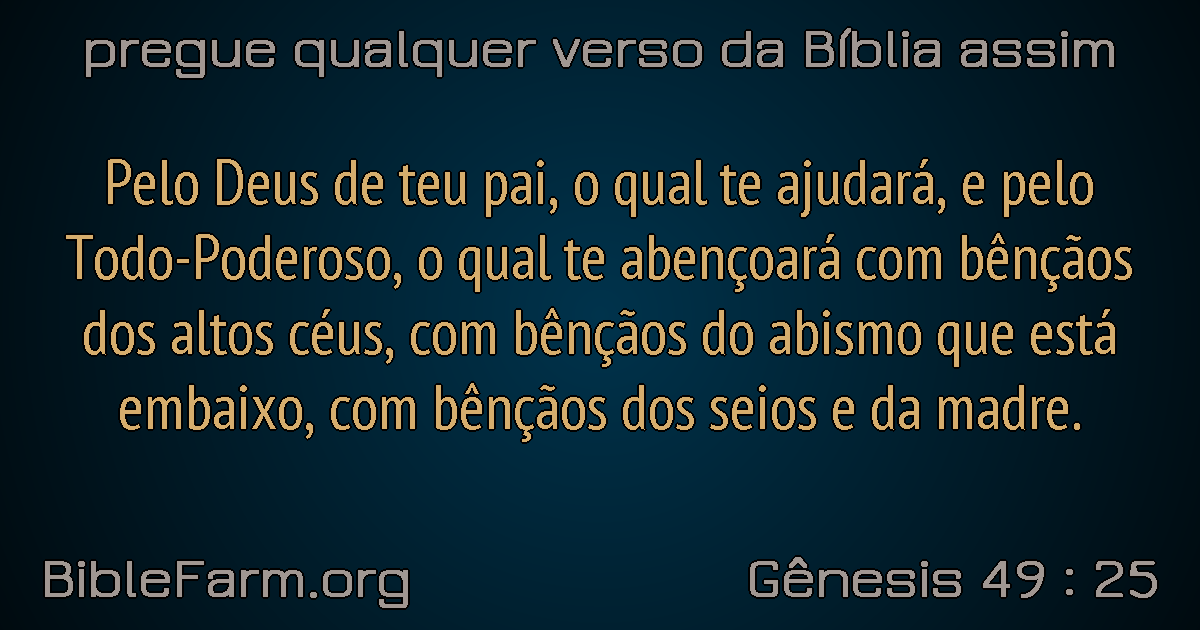 pregue qualquer verso da Bíblia assim
Pelo Deus de teu pai, o qual te ajudará, e pelo
Todo-Poderoso, o qual te abençoará com bênçãos
dos altos céus, com bênçãos do abismo que está
embaixo, com bênçãos dos seios e da madre.
BibleFarm.org
Gênesis 49 : 25